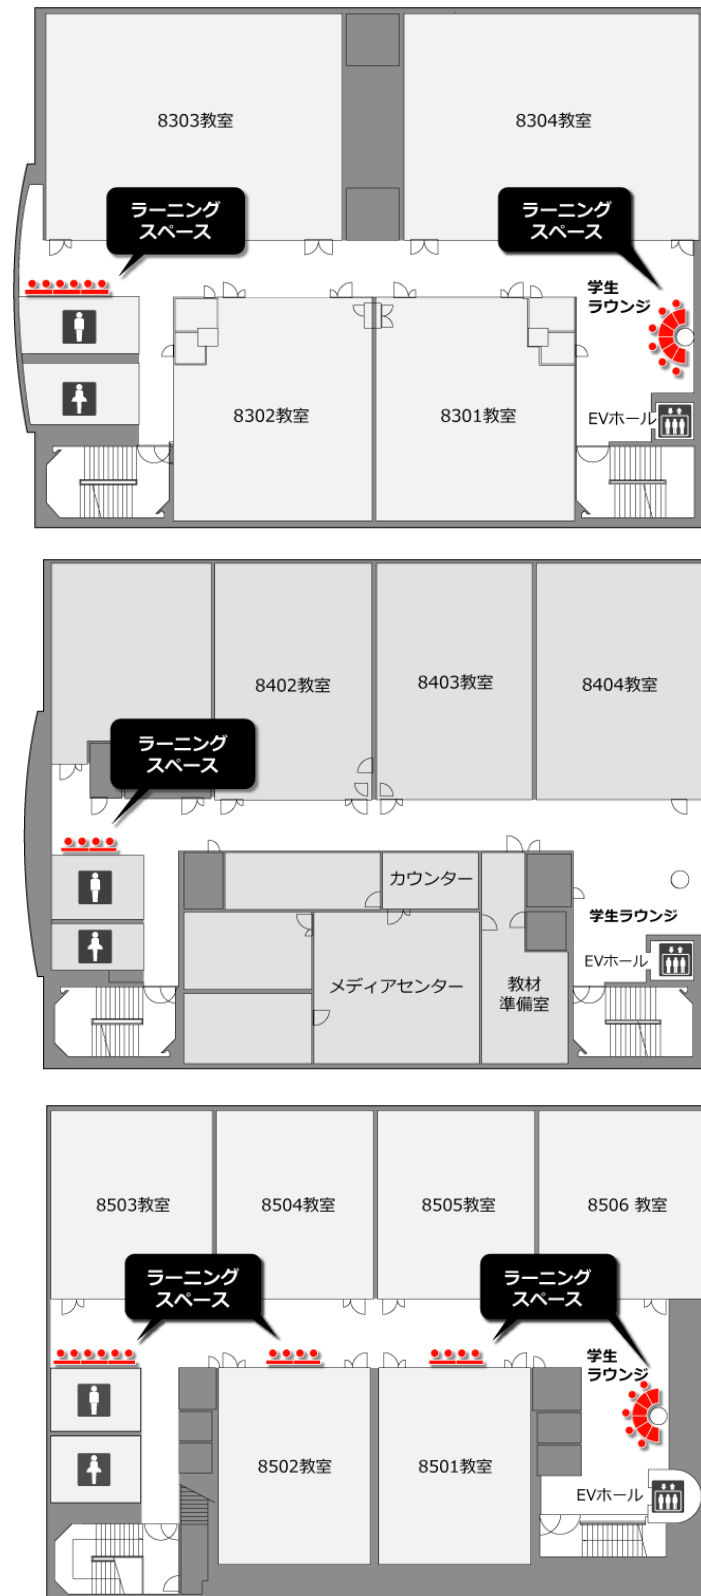 8303教室
8304教室
ラーニング
スペース
ラーニング
スペース
学生
ラウンジ
8302教室
8301教室
EVホール
8402教室
8403教室
8404教室
ラーニング
スペース
カウンター
学生ラウンジ
EVホール
メディアセンター
教材
準備室
8503教室
8504教室
8505教室
8506 教室
ラーニング
スペース
ラーニング
スペース
学生
ラウンジ
8502教室
8501教室
EVホール